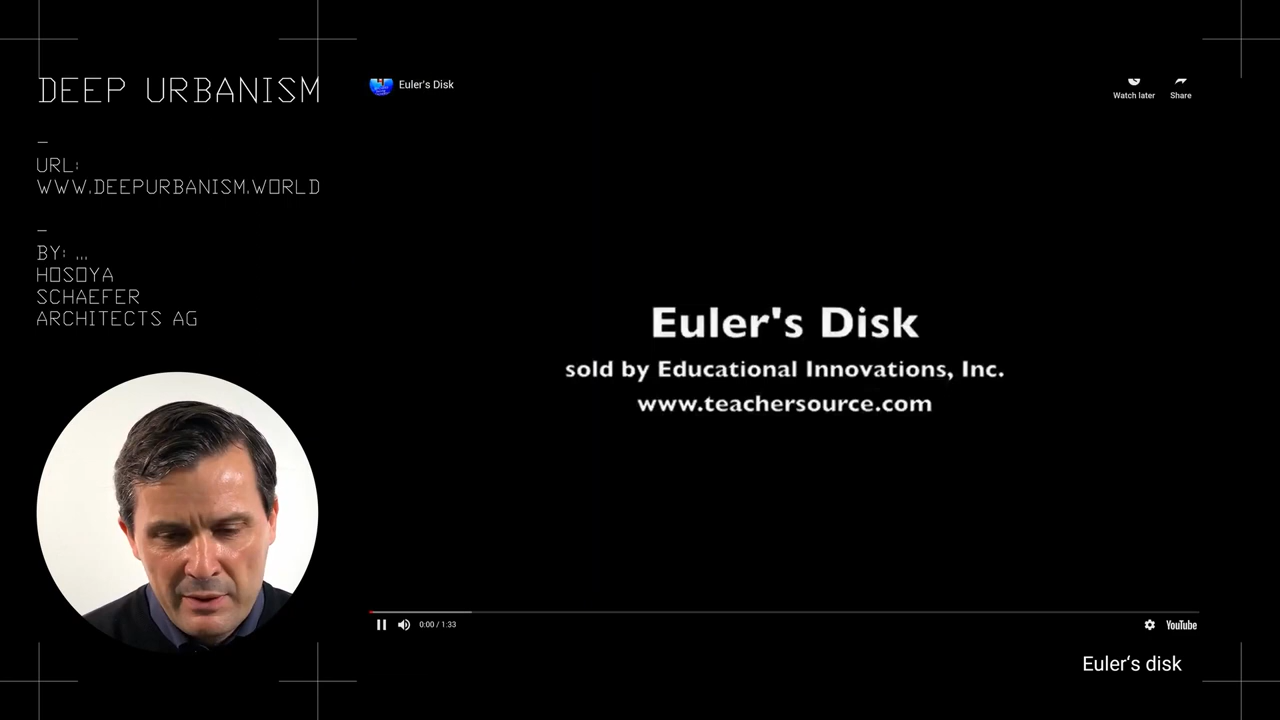 DEEP URBANISM
–
URL:
WWW.DEEPURBANISM.WORLD
–
BY: ...
HOSOYA
SCHAEFER
ARCHITECTS AG
Euler's Disk
Watch later
Share
Euler's Disk
sold by Educational Innovations, Inc.
www.teachersource.com
0:00 / 1:33
YouTube
Euler‘s disk